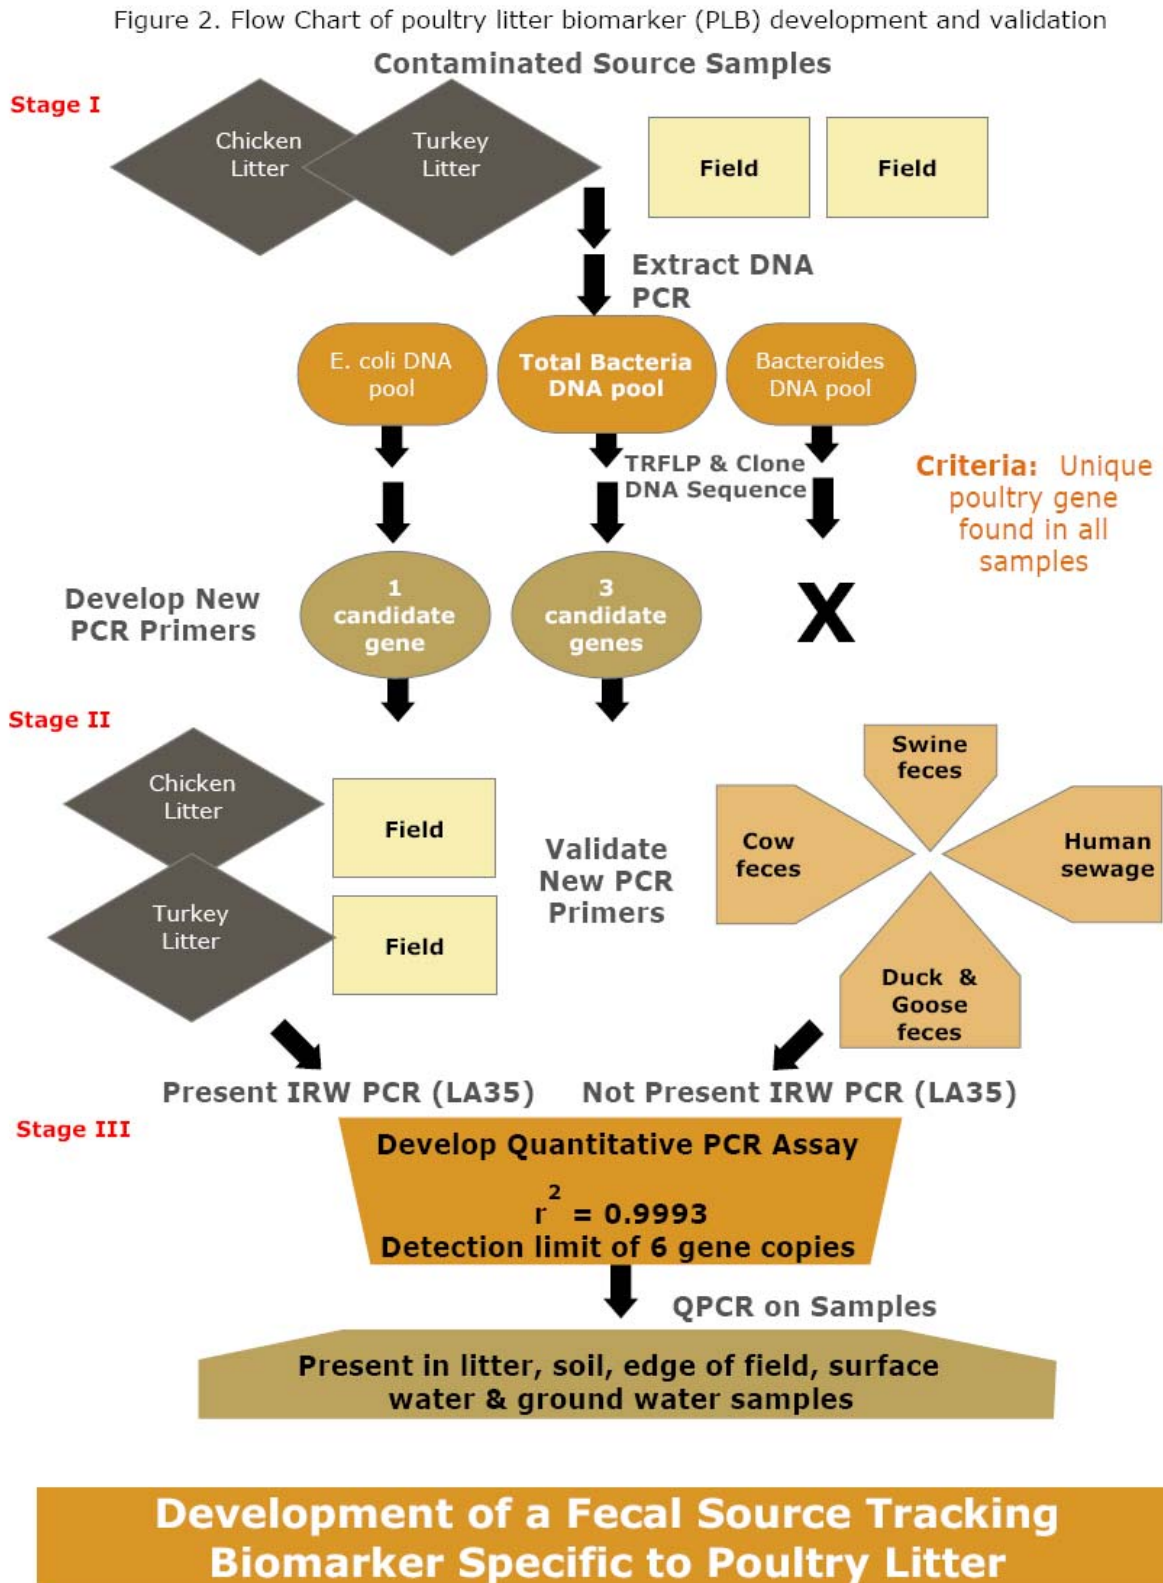 Figure 2. Flow Chart of poultry litter biomarker (PLB) development and validation
Contaminated Source Samples
Stage I
Chicken
Litter
Turkey
Litter
Field
Field
Extract DNA
PCR
E. coli DNA
pool
Total Bacteria
DNA pool
Bacteroides
DNA pool
TRFLP & Clone
DNA Sequence
Criteria: Unique
poultry gene
found in all
samples
Develop New
PCR Primers
1
candidate
gene
3
candidate
genes
X
Stage II
Chicken
Litter
Turkey
Litter
Field
Field
Validate
New PCR
Primers
Swine
feces
Cow
feces
Human
sewage
Duck &
Goose
feces
Present IRW PCR (LA35)
Not Present IRW PCR (LA35)
Stage III
Develop Quantitative PCR Assay
r² = 0.9993
Detection limit of 6 gene copies
QPCR on Samples
Present in litter, soil, edge of field, surface
water & ground water samples
Development of a Fecal Source Tracking
Biomarker Specific to Poultry Litter